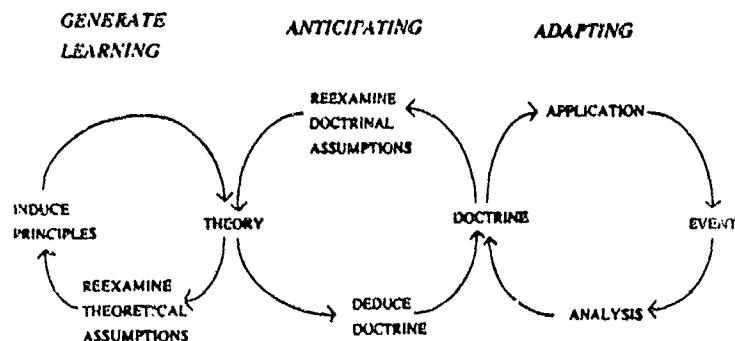 GENERATE
LEARNING
ANTICIPATING
ADAPTING
REEXAMINE
DOCTRINAL
ASSUMPTIONS
APPLICATION
INDUCE
PRINCIPLES
THEORY
DOCTRINE
EVENT
REEXAMINE
THEORETICAL
ASSUMPTIONS
DEDUCE
DOCTRINE
ANALYSIS